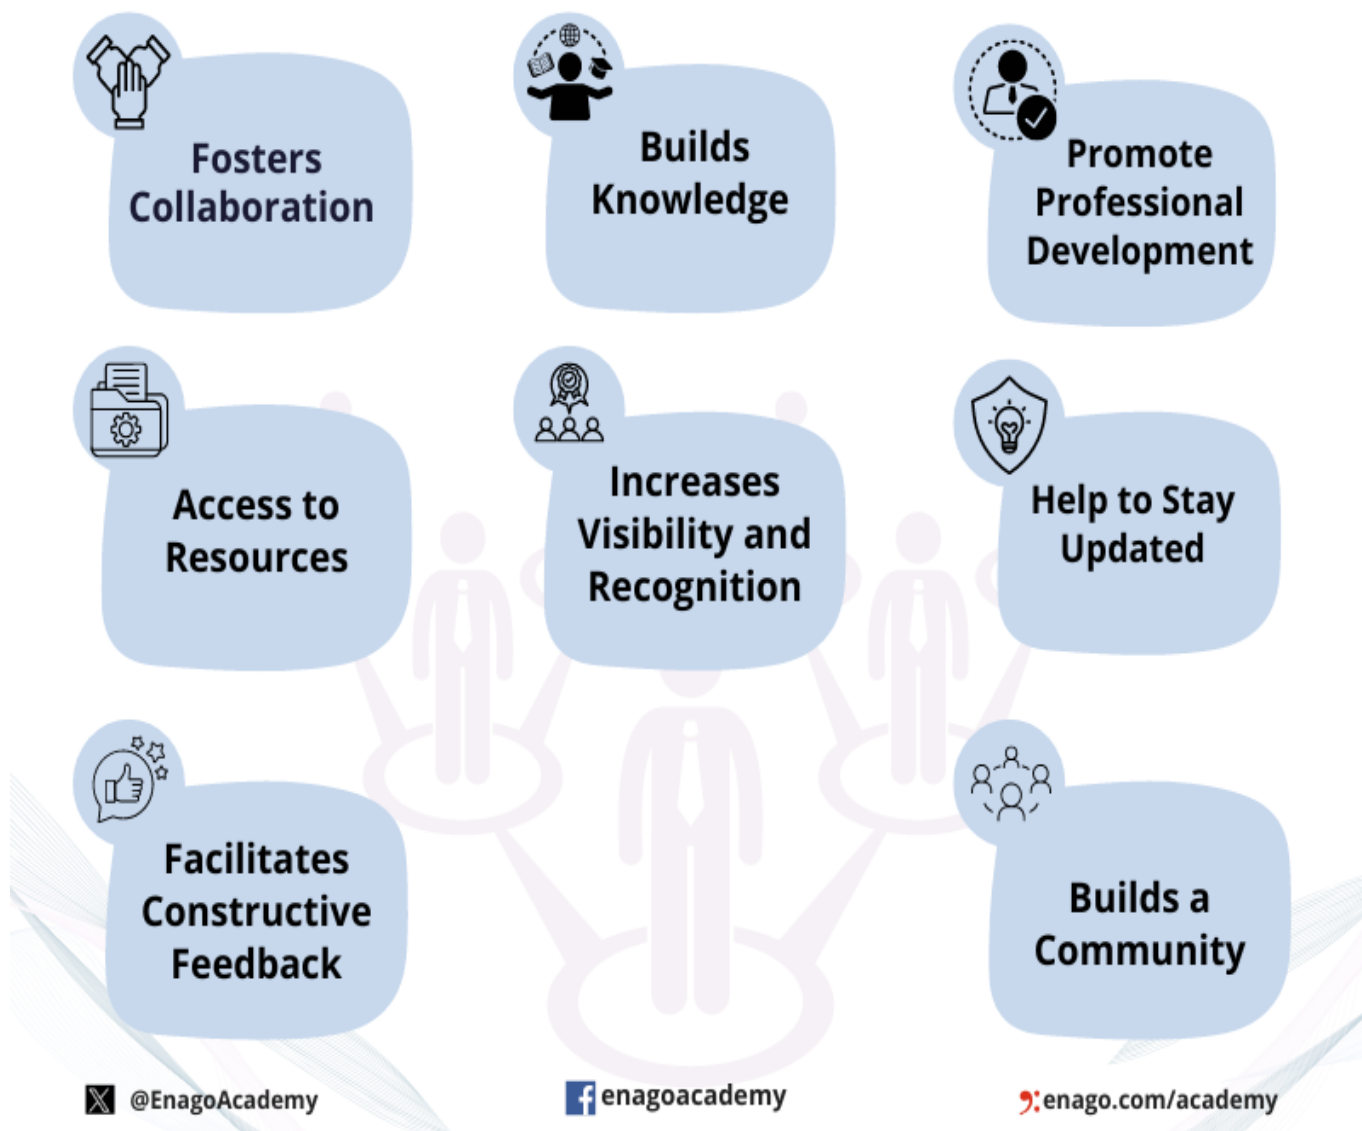 Fosters
Collaboration
Builds
Knowledge
Promote
Professional
Development
Access to
Resources
Increases
Visibility and
Recognition
Help to Stay
Updated
Facilitates
Constructive
Feedback
Builds a
Community
@EnagoAcademy
enagoacademy
enago.com/academy